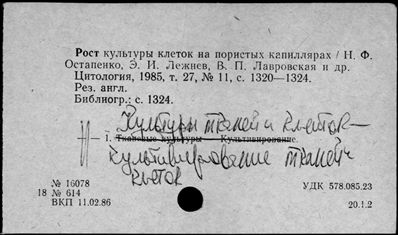 Рост культуры клеток на пористых капиллярах / Н. Ф.
Остапенко, Э. И. Лежнев, В. П. Лавровская и др.
Цитология, 1985, т. 27, № 11, с. 1320—1324.
Рез. англ.
Библиогр.: с. 1324.
Культуры тканей и клеток —
1. Тканевые культуры — Культивирование
культивирование тканей и
клеток
№ 16078
18 № 614
ВКП 11.02.86
УДК 578.085.23
20.1.2